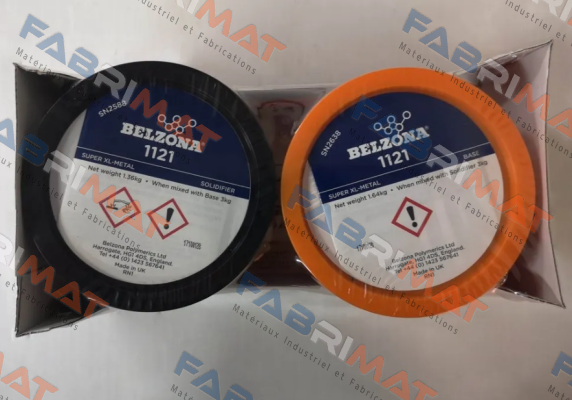 FABRIMAT
Materiaux Industriel et Fabrications
SN2588
BELZONA
1121
SUPER XL-METAL
SOLIDIFIER
Net weight 1.36kg • When mixed with Base 3kg
Belzona Polymerics Ltd
Harrogate, HG1 4DS, England.
Tel +44 (0) 1423 567641
Made in UK
SN2638
BELZONA
1121
SUPER XL-METAL
BASE
Net weight 1.64kg • When mixed with Solidifier 3kg
Belzona Polymerics Ltd
Harrogate, HG1 4DS, England.
Tel +44 (0) 1423 567641
Made in UK